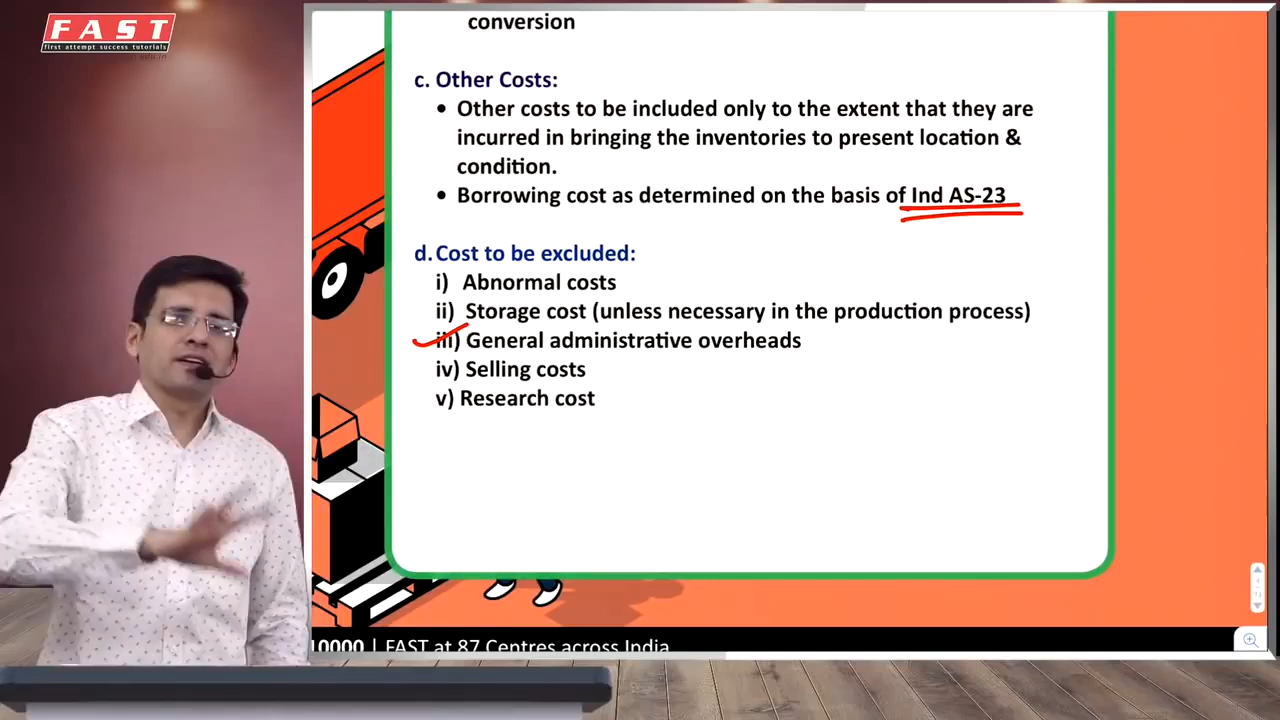 FAST
first attempt success tutorials
conversion
c. Other Costs:
• Other costs to be included only to the extent that they are
incurred in bringing the inventories to present location &
condition.
• Borrowing cost as determined on the basis of Ind AS-23
d. Cost to be excluded:
i) Abnormal costs
ii) Storage cost (unless necessary in the production process)
iii) General administrative overheads
iv) Selling costs
v) Research cost
10000 | FAST at 87 Centres across India